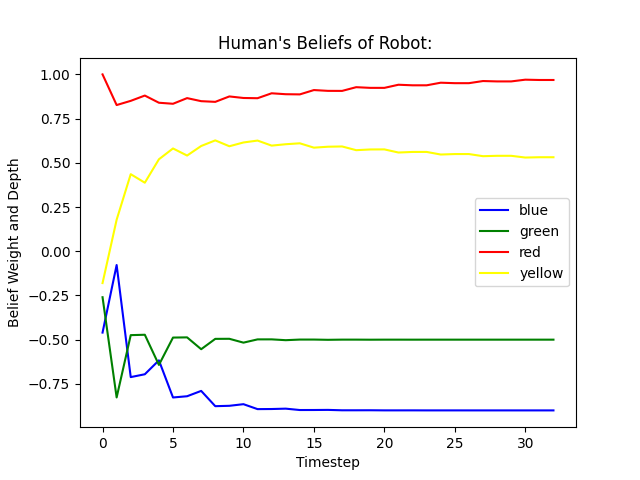 Human's Beliefs of Robot:
Belief Weight and Depth
1.00
0.75
0.50
0.25
0.00
−0.25
−0.50
−0.75
blue
green
red
yellow
0 5 10 15 20 25 30
Timestep